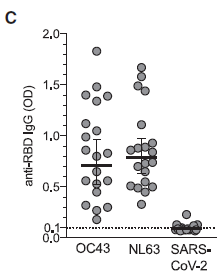 C
anti-RBD IgG (OD)
2,0
1,5
1,0
0,5
0,1
0,0
OC43 NL63 SARS-
CoV-2